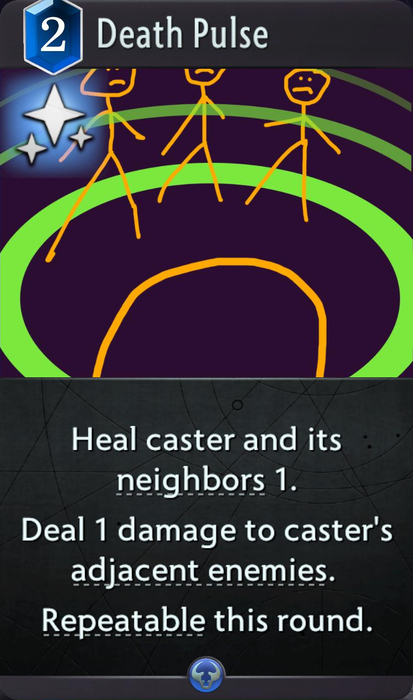 2 Death Pulse
Heal caster and its
neighbors 1.
Deal 1 damage to caster's
adjacent enemies.
Repeatable this round.